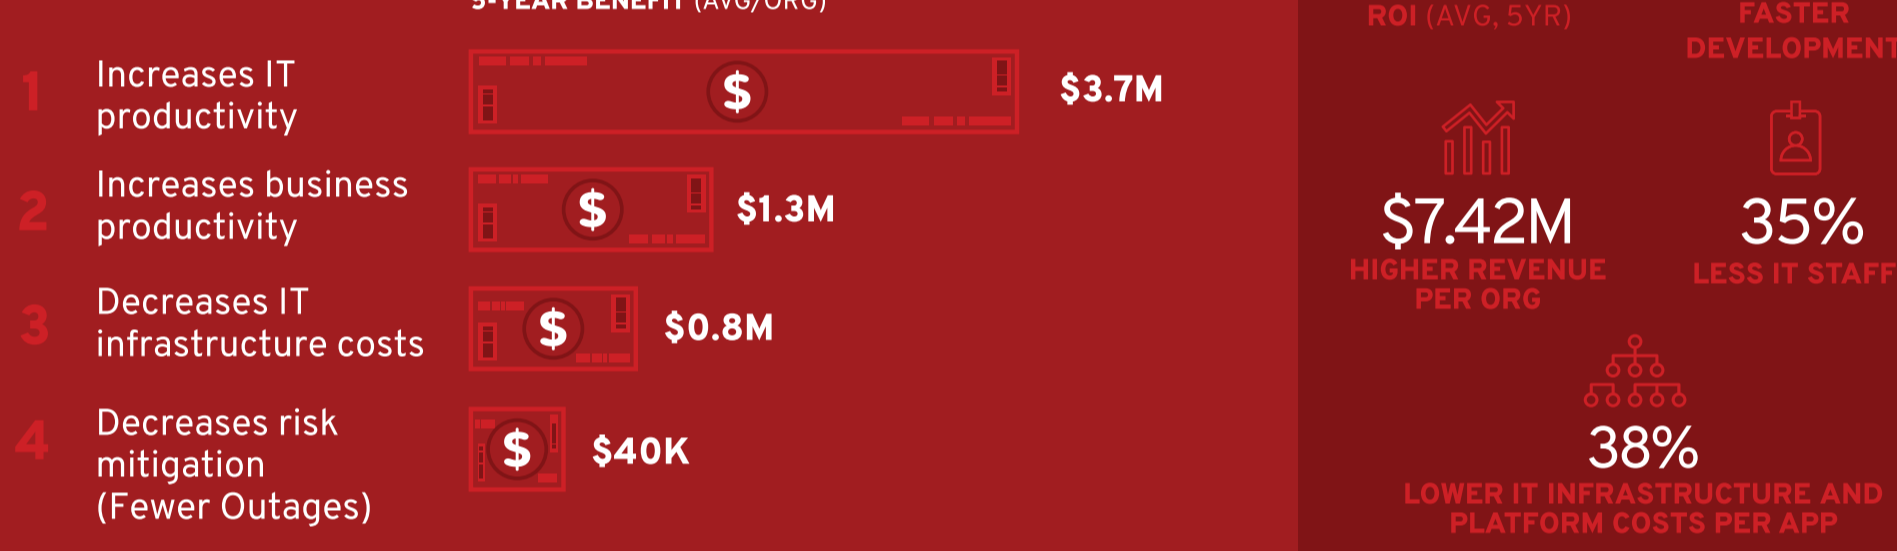 5-YEAR BENEFIT (AVG/ORG)
1
Increases IT
productivity
$
$3.7M
2
Increases business
productivity
$
$1.3M
3
Decreases IT
infrastructure costs
$
$0.8M
4
Decreases risk
mitigation
(Fewer Outages)
$
$40K
ROI (AVG, 5YR)
FASTER
DEVELOPMENT
$7.42M
HIGHER REVENUE
PER ORG
35%
LESS IT STAFF
38%
LOWER IT INFRASTRUCTURE AND
PLATFORM COSTS PER APP